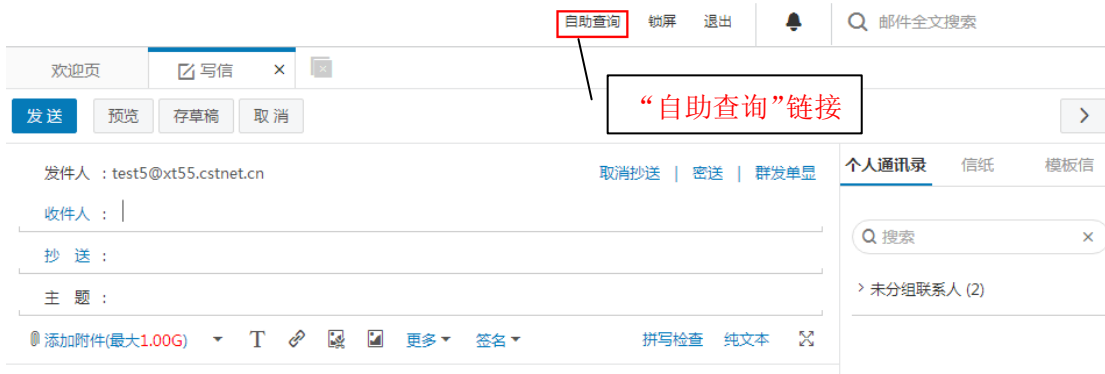 自助查询 锁屏 退出 邮件全文搜索
欢迎页 写信 ×
“自助查询”链接
发送 预览 存草稿 取消
发件人 : test5@xt55.cstnet.cn 取消抄送 | 密送 | 群发单显
个人通讯录 信纸 模板信
收件人 :
搜索 ×
抄 送 :
主 题 :
未分组联系人 (2)
添加附件(最大1.00G) T 更多 签名 拼写检查 纯文本